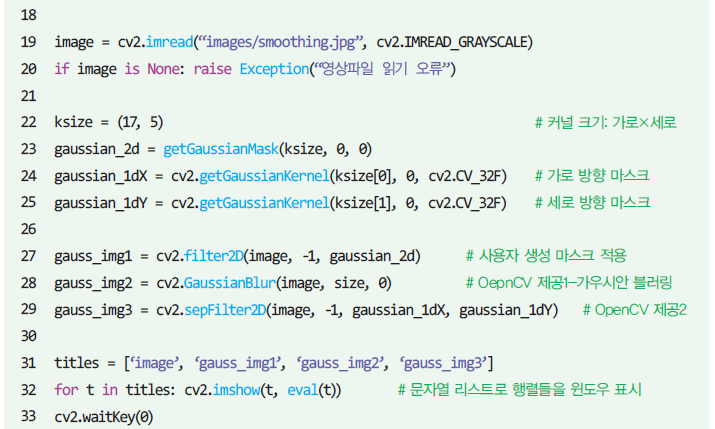 18
19 image = cv2.imread(“images/smoothing.jpg”, cv2.IMREAD_GRAYSCALE)
20 if image is None: raise Exception(“영상파일 읽기 오류”)
21
22 ksize = (17, 5) # 커널 크기: 가로×세로
23 gaussian_2d = getGaussianMask(ksize, 0, 0)
24 gaussian_1dX = cv2.getGaussianKernel(ksize[0], 0, cv2.CV_32F) # 가로 방향 마스크
25 gaussian_1dY = cv2.getGaussianKernel(ksize[1], 0, cv2.CV_32F) # 세로 방향 마스크
26
27 gauss_img1 = cv2.filter2D(image, -1, gaussian_2d) # 사용자 생성 마스크 적용
28 gauss_img2 = cv2.GaussianBlur(image, size, 0) # OepnCV 제공1-가우시안 블러링
29 gauss_img3 = cv2.sepFilter2D(image, -1, gaussian_1dX, gaussian_1dY) # OpenCV 제공2
30
31 titles = [‘image’, ‘gauss_img1’, ‘gauss_img2’, ‘gauss_img3’]
32 for t in titles: cv2.imshow(t, eval(t)) # 문자열 리스트로 행렬들을 윈도우 표시
33 cv2.waitKey(0)